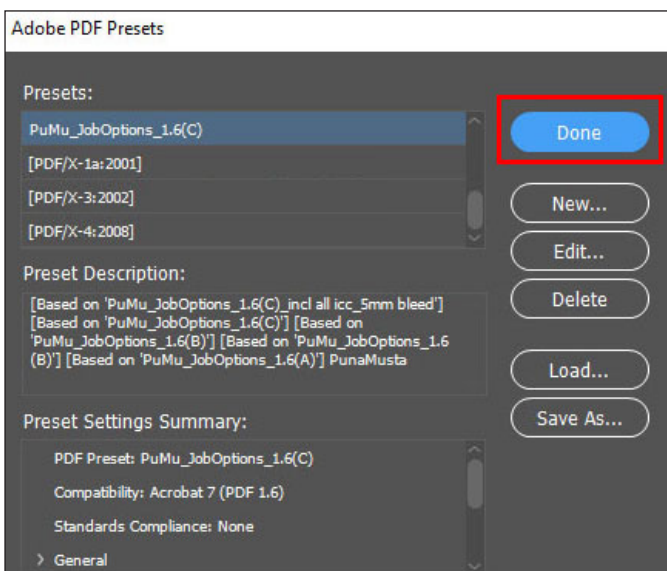 Adobe PDF Presets
Presets:
PuMu_JobOptions_1.6(C)
[PDF/X-1a:2001]
[PDF/X-3:2002]
[PDF/X-4:2008]
Preset Description:
[Based on 'PuMu_JobOptions_1.6(C)_incl all icc_5mm bleed']
[Based on 'PuMu_JobOptions_1.6(C)'] [Based on
'PuMu_JobOptions_1.6(B)'] [Based on 'PuMu_JobOptions_1.6
(B)'] [Based on 'PuMu_JobOptions_1.6(A)'] PunaMusta
Preset Settings Summary:
PDF Preset: PuMu_JobOptions_1.6(C)
Compatibility: Acrobat 7 (PDF 1.6)
Standards Compliance: None
> General
Done
New...
Edit...
Delete
Load...
Save As...